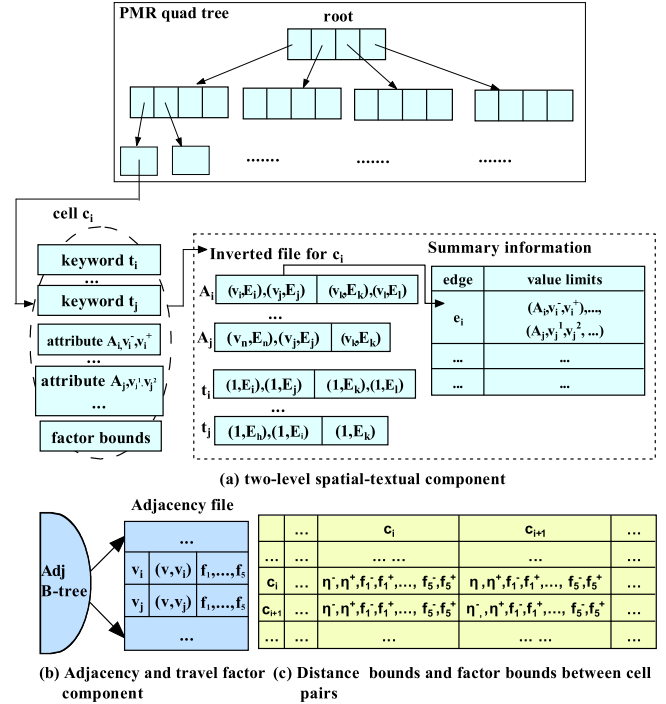 PMR quad tree
root
....... ....... .......
cell cᵢ
keyword tᵢ
...
keyword tⱼ
attribute Aᵢ,vᵢ⁻,vᵢ⁺
...
attribute Aⱼ,vⱼ¹,vⱼ²
...
factor bounds
Inverted file for cᵢ
Aᵢ (vᵢ,Eᵢ),(vⱼ,Eⱼ) (vₖ,Eₖ),(vₗ,Eₗ)
...
Aⱼ (vₙ,Eₙ),(vⱼ,Eⱼ) (vₖ,Eₖ)
tᵢ (1,Eᵢ),(1,Eⱼ) (1,Eₖ),(1,Eₗ)
...
tⱼ (1,Eₕ),(1,Eᵢ) (1,Eₖ)
Summary information
edge value limits
eᵢ (Aᵢ,vᵢ⁻,vᵢ⁺),...,
(Aⱼ,vⱼ¹,vⱼ², ...)
... ...
... ...
(a) two-level spatial-textual component
Adj
B-tree
Adjacency file
...
vᵢ (v,vᵢ) f₁,...,f₅
vⱼ (v,vⱼ) f₁,...,f₅
...
... cᵢ cᵢ₊₁ ...
... ... ... ... ... ...
cᵢ ... η⁻,η⁺,f₁⁻,f₁⁺,..., f₅⁻,f₅⁺ η ,η⁺,f₁⁻,f₁⁺,..., f₅⁻,f₅⁺ ...
cᵢ₊₁ ... η⁻,η⁺,f₁⁻,f₁⁺,..., f₅⁻,f₅⁺ η⁻,η⁺,f₁⁻,f₁⁺,..., f₅⁻,f₅⁺ ...
... ... ... ... ...
(b) Adjacency and travel factor
component
(c) Distance bounds and factor bounds between cell
pairs